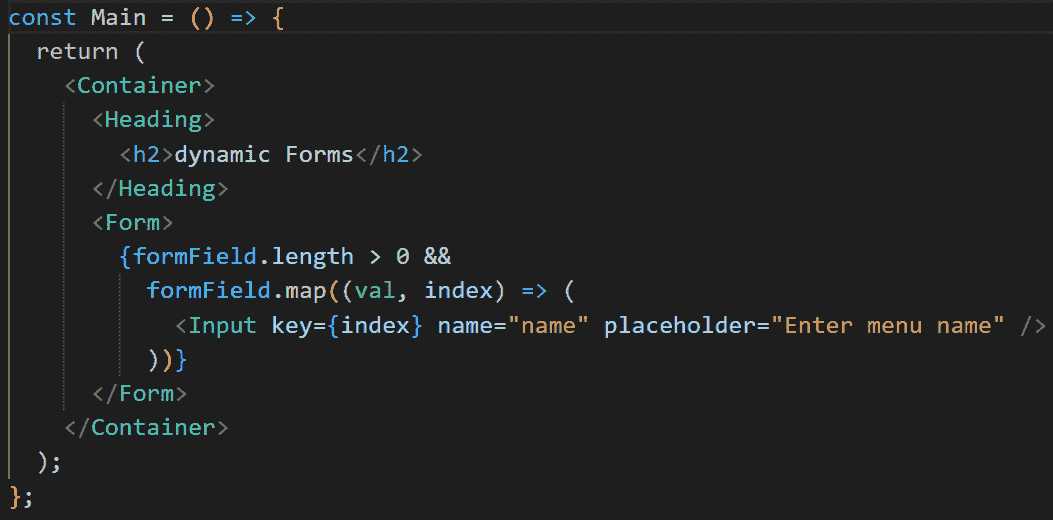 const Main = () => {
  return (
    <Container>
      <Heading>
        <h2>dynamic Forms</h2>
      </Heading>
      <Form>
        {formField.length > 0 &&
          formField.map((val, index) => (
            <Input key={index} name="name" placeholder="Enter menu name" />
          ))}
      </Form>
    </Container>
  );
};